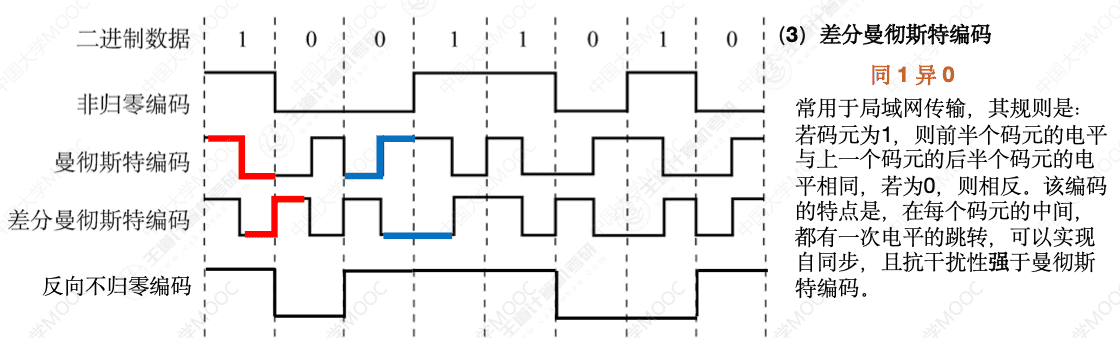 二进制数据 1 0 0 1 1 0 1 0
非归零编码
曼彻斯特编码
差分曼彻斯特编码
反向不归零编码
(3) 差分曼彻斯特编码
同 1 异 0
常用于局域网传输，其规则是：
若码元为1，则前半个码元的电平
与上一个码元的后半个码元的电
平相同，若为0，则相反。该编码
的特点是，在每个码元的中间，
都有一次电平的跳转，可以实现
自同步，且抗干扰性强于曼彻斯
特编码。